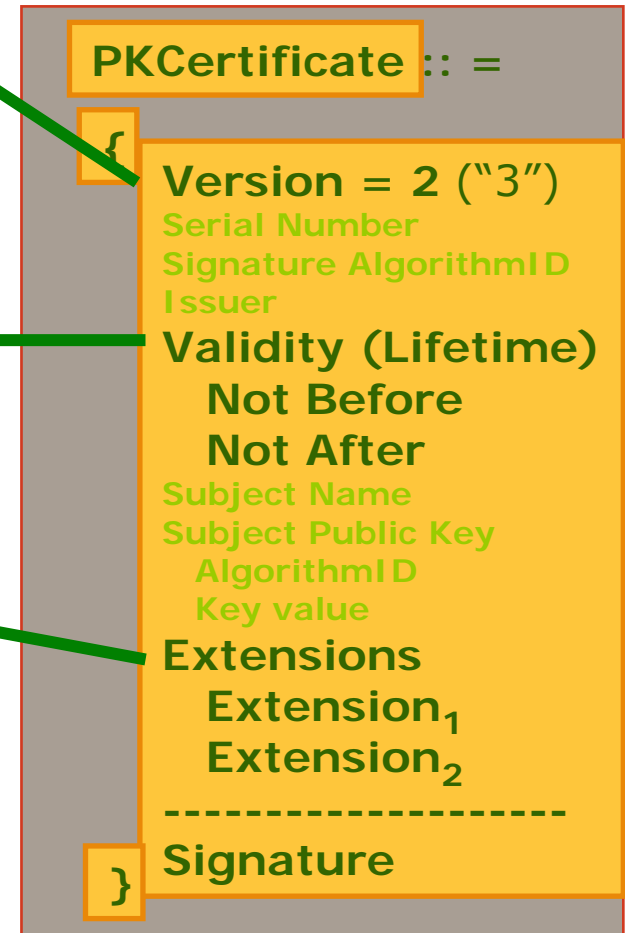 PKCertificate :: =
{
Version = 2 (“3”)
Serial Number
Signature AlgorithmID
Issuer
Validity (Lifetime)
Not Before
Not After
Subject Name
Subject Public Key
AlgorithmID
Key value
Extensions
Extension₁
Extension₂
---------------------
Signature
}